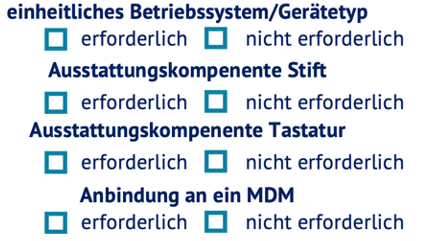 einheitliches Betriebssystem/Gerätetyp
erforderlich nicht erforderlich
Ausstattungskompenente Stift
erforderlich nicht erforderlich
Ausstattungskompenente Tastatur
erforderlich nicht erforderlich
Anbindung an ein MDM
erforderlich nicht erforderlich